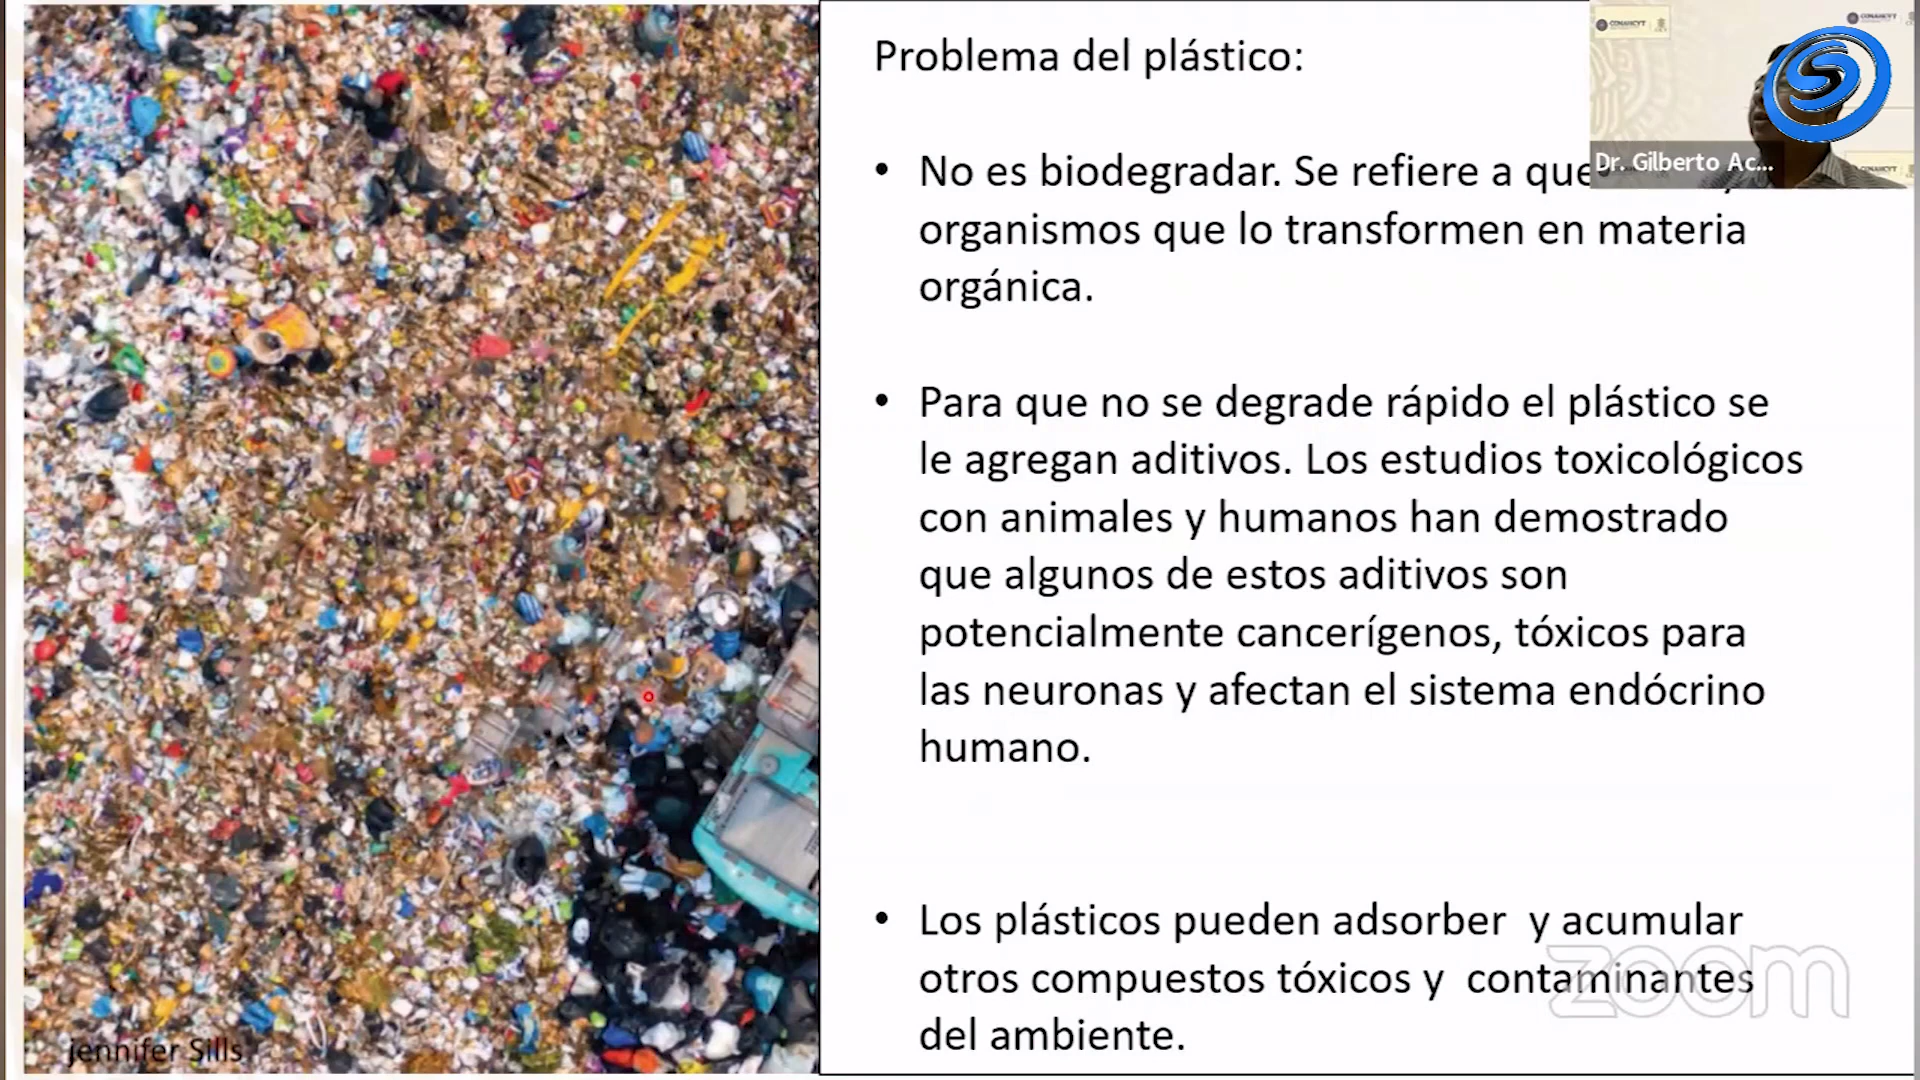 Problema del plástico:
• No es biodegradar. Se refiere a que
organismos que lo transformen en materia
orgánica.
• Para que no se degrade rápido el plástico se
le agregan aditivos. Los estudios toxicológicos
con animales y humanos han demostrado
que algunos de estos aditivos son
potencialmente cancerígenos, tóxicos para
las neuronas y afectan el sistema endócrino
humano.
• Los plásticos pueden adsorber y acumular
otros compuestos tóxicos y contaminantes
del ambiente.
jennifer Sills
CONAHCYT
CONAHCYT
Dr. Gilberto Ac...
CONAHCYT
zoom